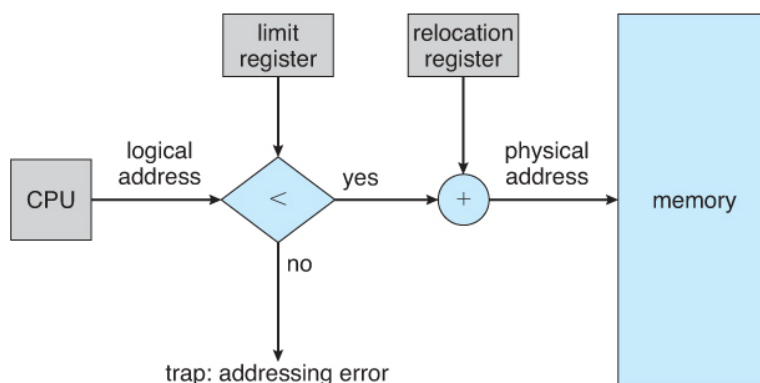 limit
register
relocation
register
logical
address
physical
address
CPU
<
yes
+
memory
no
trap: addressing error